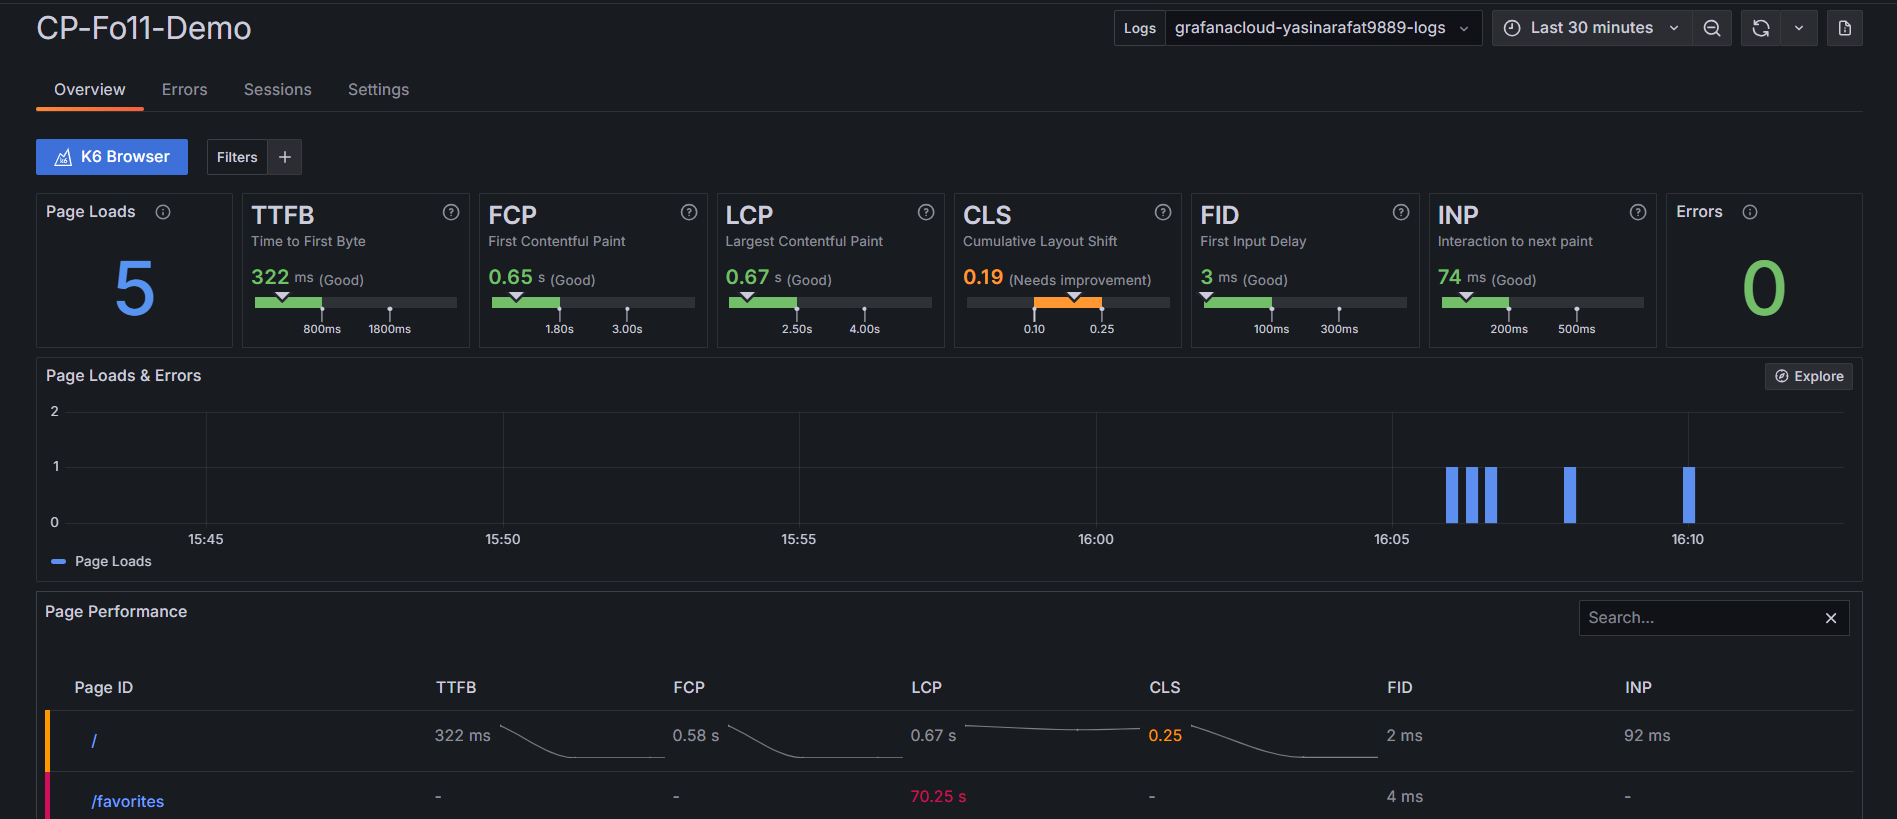 CP-Fo11-Demo
Logs grafanacloud-yasinarafat9889-logs Last 30 minutes
Overview Errors Sessions Settings
K6 Browser Filters +
Page Loads
5
TTFB
Time to First Byte
322 ms (Good)
800ms 1800ms
FCP
First Contentful Paint
0.65 s (Good)
1.80s 3.00s
LCP
Largest Contentful Paint
0.67 s (Good)
2.50s 4.00s
CLS
Cumulative Layout Shift
0.19 (Needs improvement)
0.10 0.25
FID
First Input Delay
3 ms (Good)
100ms 300ms
INP
Interaction to next paint
74 ms (Good)
200ms 500ms
Errors
0
Page Loads & Errors
Explore
2
1
0
15:45 15:50 15:55 16:00 16:05 16:10
Page Loads
Page Performance
Search...
Page ID TTFB FCP LCP CLS FID INP
/ 322 ms 0.58 s 0.67 s 0.25 2 ms 92 ms
/favorites - - 70.25 s - 4 ms -